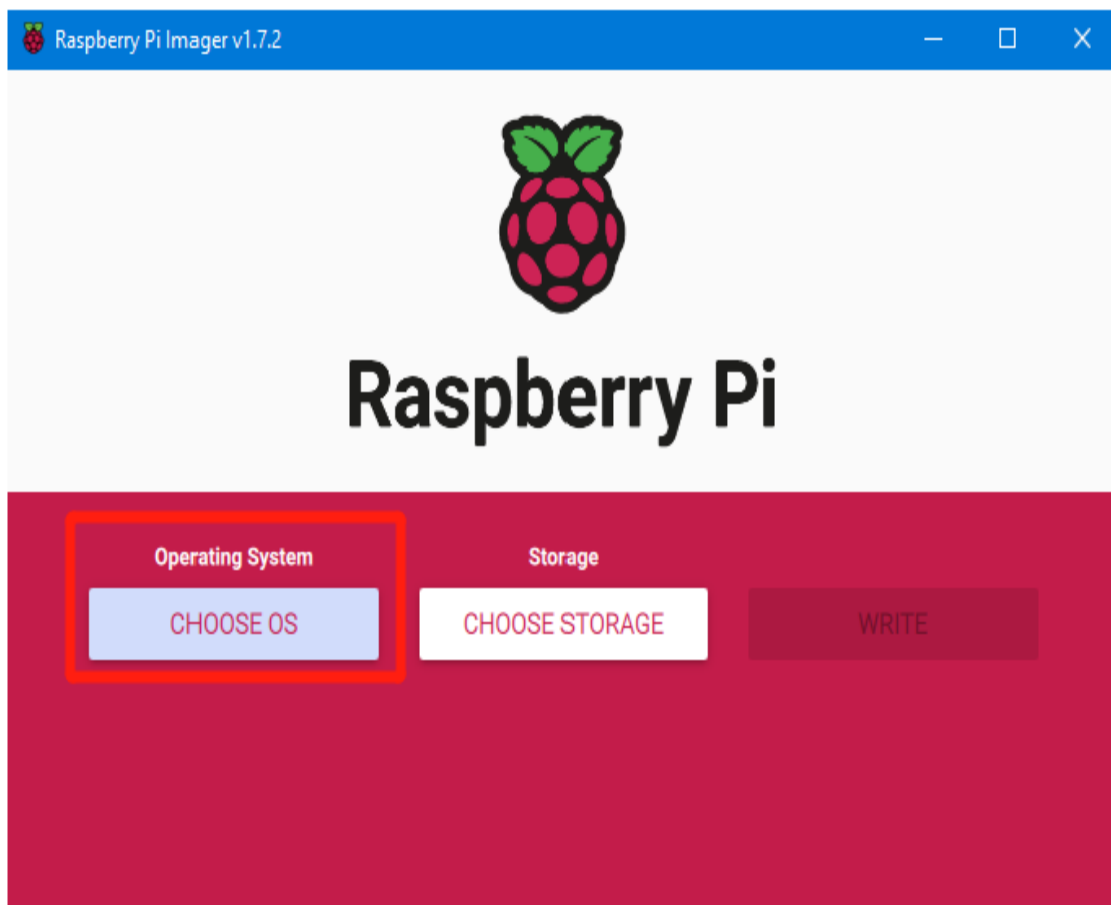 Raspberry Pi Imager v1.7.2
Raspberry Pi
Operating System
Storage
CHOOSE OS
CHOOSE STORAGE
WRITE